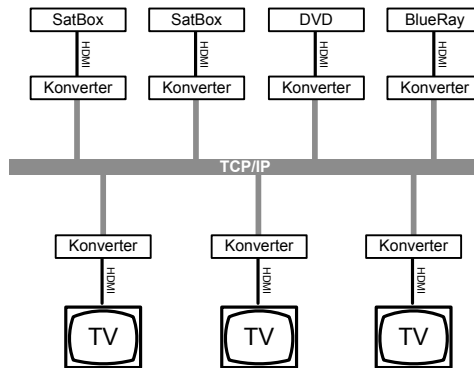 SatBox SatBox DVD BlueRay
HDMI HDMI HDMI HDMI
Konverter Konverter Konverter Konverter
TCP/IP
Konverter Konverter Konverter
HDMI HDMI HDMI
TV TV TV